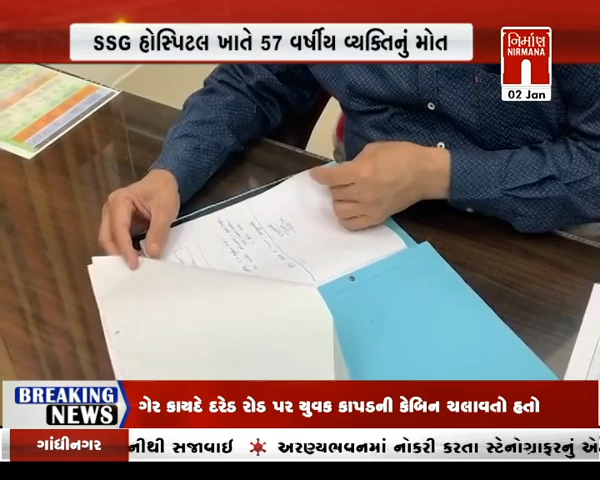 SSG હોસ્પિટલ ખાતે 57 વર્ષીય વ્યક્તિનું મોત
નિર્માણ
NIRMANA
02 Jan
BREAKING NEWS
ગેર કાયદે દરેડ રોડ પર યુવક કાપડની કેબિન ચલાવતો હતો
ગાંધીનગર
નીથી સજાવાઇ
અરણ્યભવનમાં નોકરી કરતા સ્ટેનોગ્રાફરનું